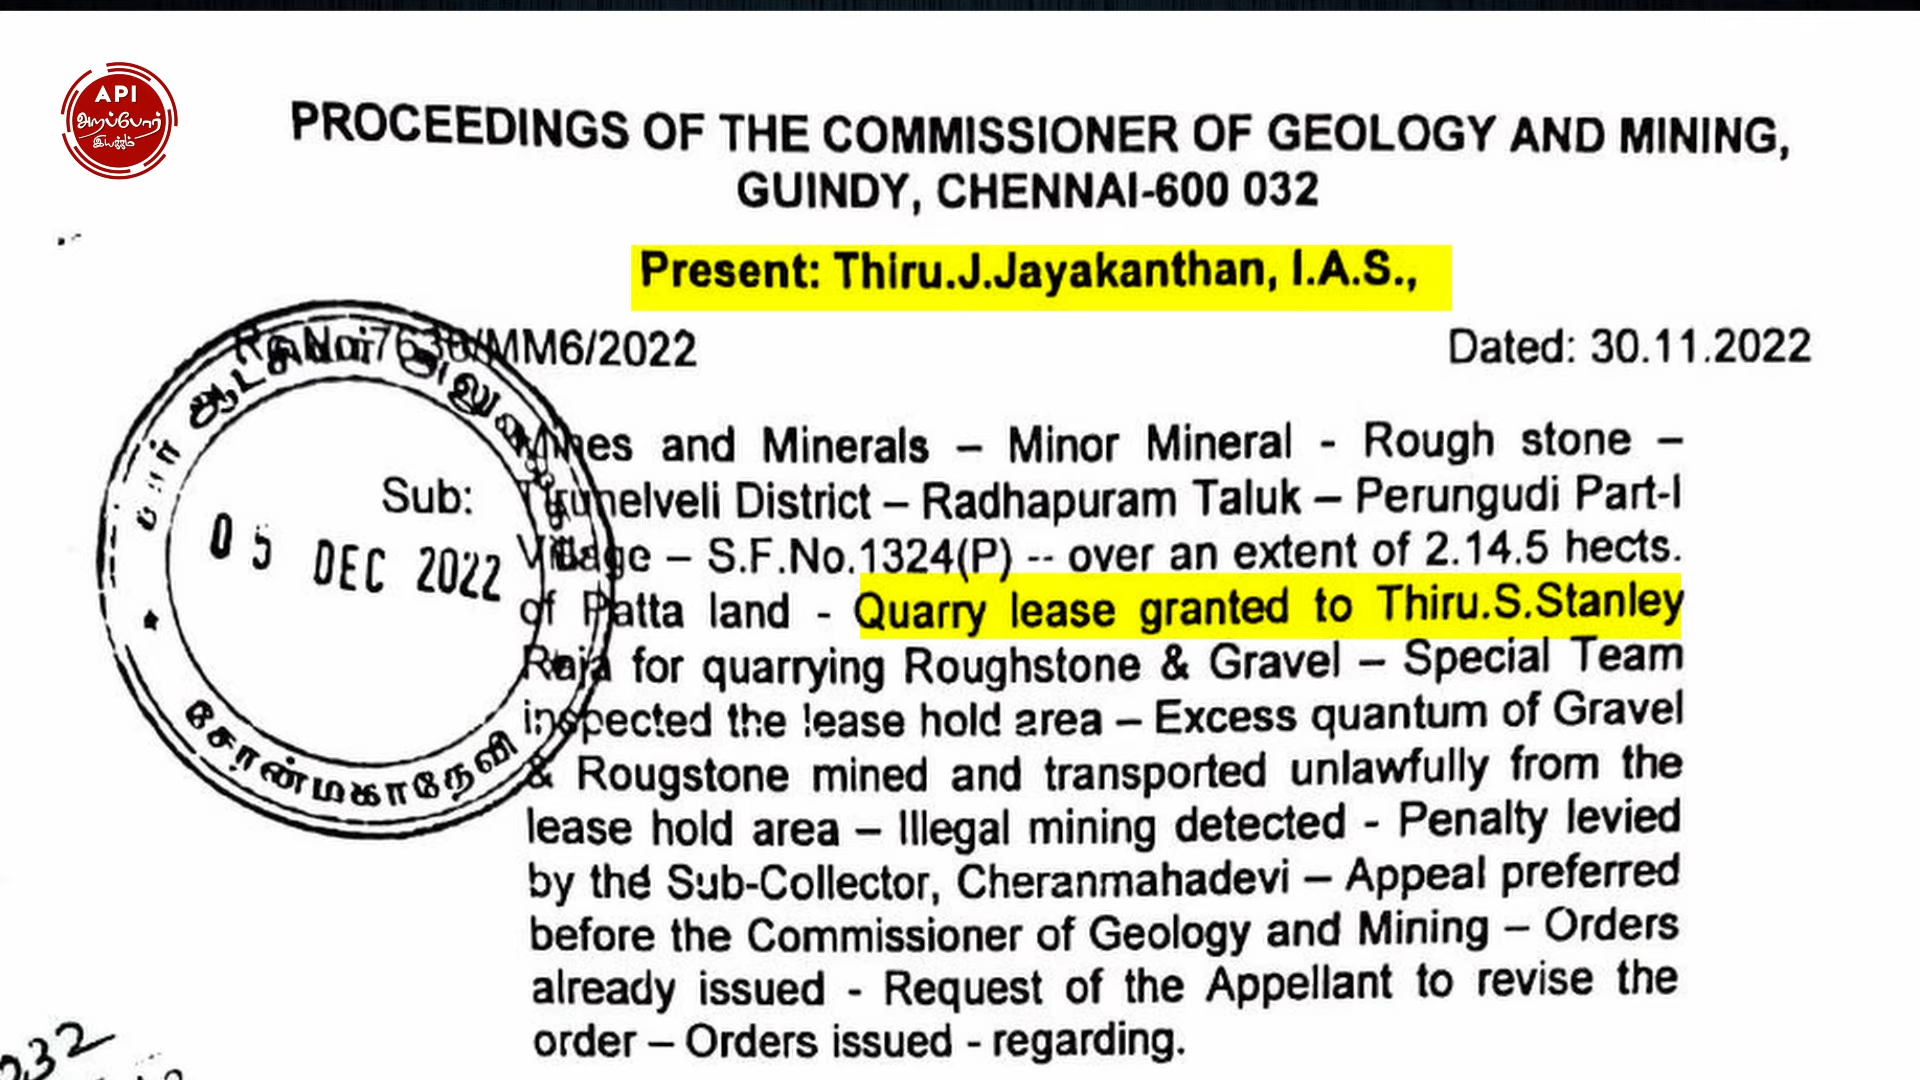 API
அறப்போர்
இயக்கம்
PROCEEDINGS OF THE COMMISSIONER OF GEOLOGY AND MINING,
GUINDY, CHENNAI-600 032
Present: Thiru.J.Jayakanthan, I.A.S.,
/MM6/2022
Dated: 30.11.2022
Sub:
Mines and Minerals – Minor Mineral - Rough stone –
Tirunelveli District – Radhapuram Taluk – Perungudi Part-I
Village – S.F.No.1324(P) -- over an extent of 2.14.5 hects.
of Patta land - Quarry lease granted to Thiru.S.Stanley
Raja for quarrying Roughstone & Gravel – Special Team
inspected the lease hold area – Excess quantum of Gravel
& Rougstone mined and transported unlawfully from the
lease hold area – Illegal mining detected - Penalty levied
by the Sub-Collector, Cheranmahadevi – Appeal preferred
before the Commissioner of Geology and Mining – Orders
already issued - Request of the Appellant to revise the
order – Orders issued - regarding.
05 DEC 2022
சேரன்மகாதேவி